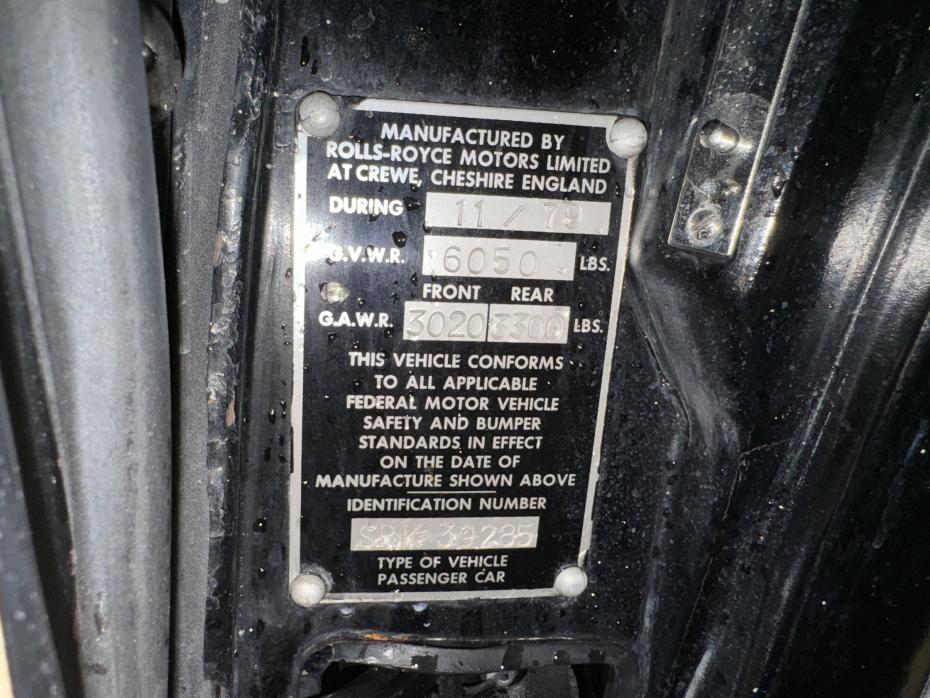 MANUFACTURED BY
ROLLS-ROYCE MOTORS LIMITED
AT CREWE, CHESHIRE ENGLAND
DURING 11 / 79
G.V.W.R. 6050 LBS.
FRONT REAR
G.A.W.R. 3020 3300 LBS.
THIS VEHICLE CONFORMS
TO ALL APPLICABLE
FEDERAL MOTOR VEHICLE
SAFETY AND BUMPER
STANDARDS IN EFFECT
ON THE DATE OF
MANUFACTURE SHOWN ABOVE
IDENTIFICATION NUMBER
SRK 39285
TYPE OF VEHICLE
PASSENGER CAR